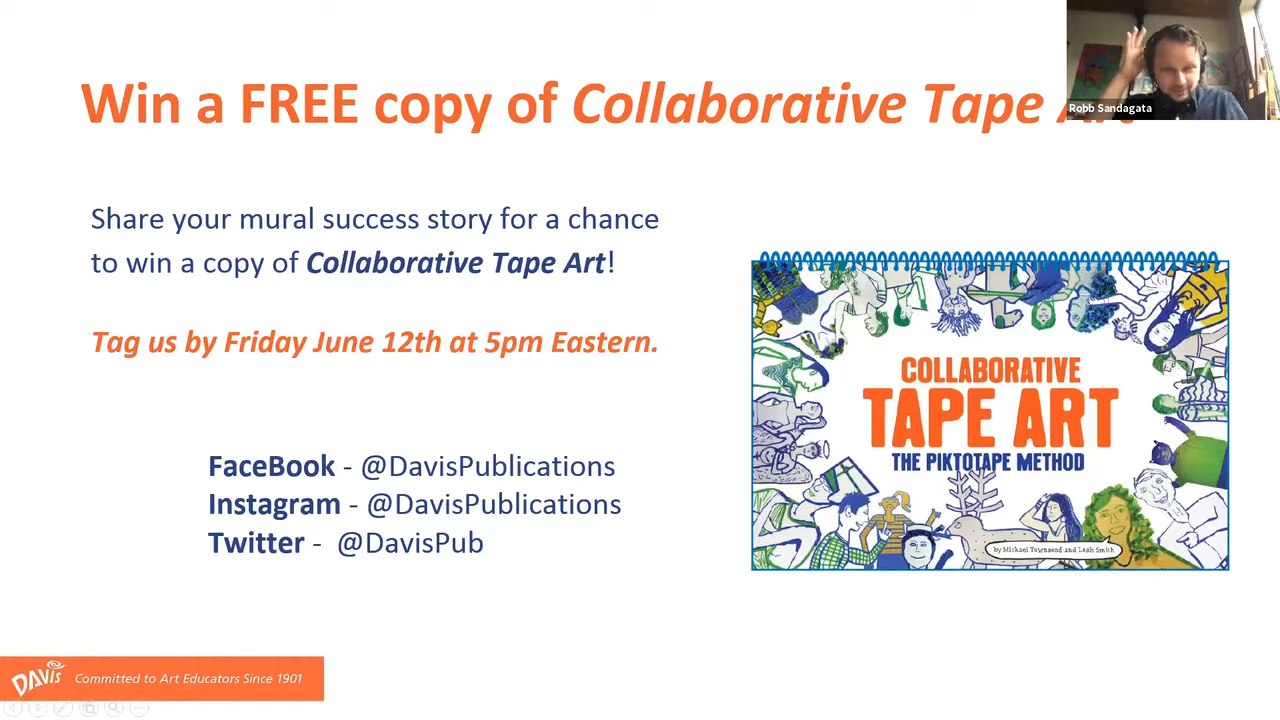 Win a FREE copy of Collaborative Tape Art
Robb Sandagata
Share your mural success story for a chance
to win a copy of Collaborative Tape Art!
Tag us by Friday June 12th at 5pm Eastern.
FaceBook - @DavisPublications
Instagram - @DavisPublications
Twitter - @DavisPub
COLLABORATIVE
TAPE ART
THE PIKTOTAPE METHOD
by Michael Townsend and Leah Smith
DAVIS
Committed to Art Educators Since 1901